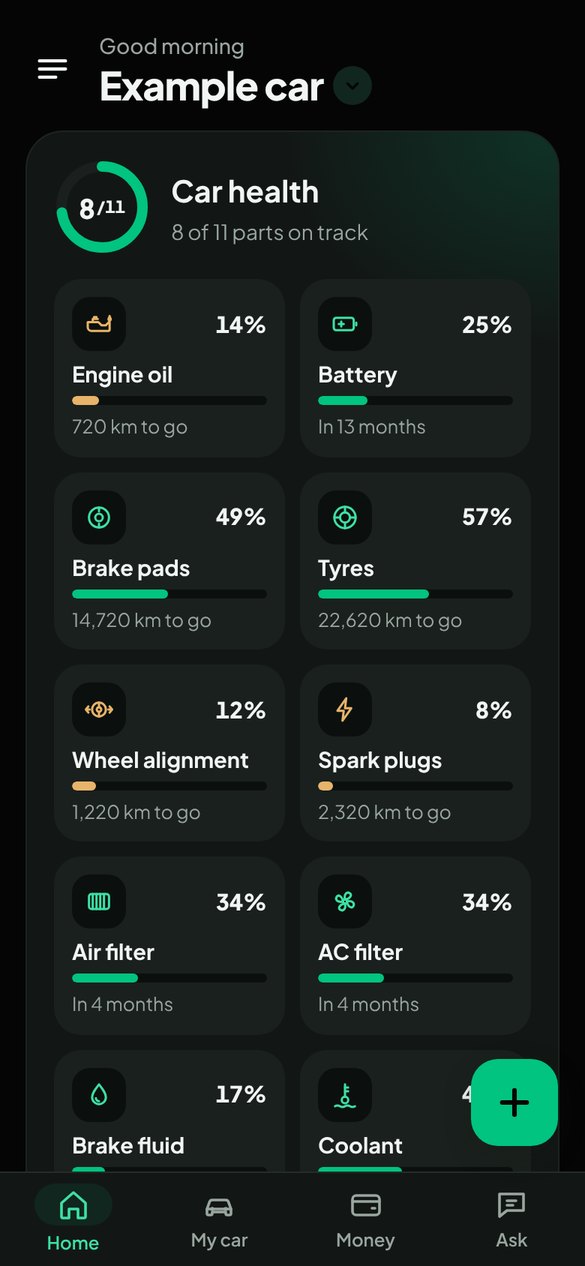 Good morning
Example car
8/11
Car health
8 of 11 parts on track
14%
Engine oil
720 km to go
25%
Battery
In 13 months
49%
Brake pads
14,720 km to go
57%
Tyres
22,620 km to go
12%
Wheel alignment
1,220 km to go
8%
Spark plugs
2,320 km to go
34%
Air filter
In 4 months
34%
AC filter
In 4 months
17%
Brake fluid
Coolant
Home
My car
Money
Ask